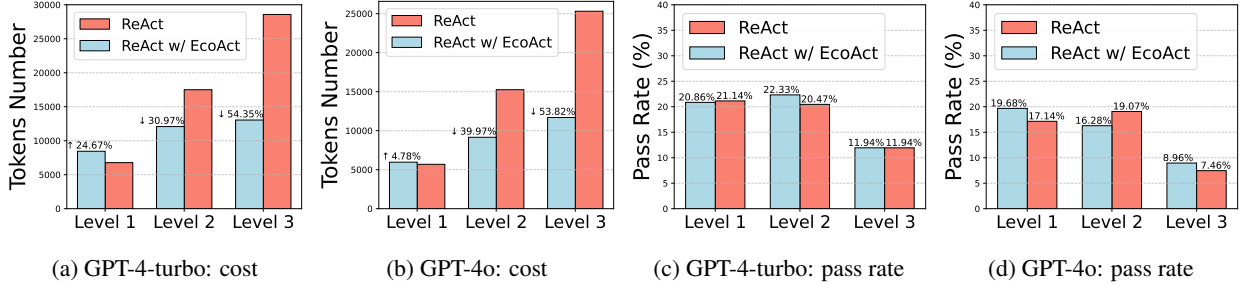 Tokens Number
30000
25000
20000
15000
10000
5000
0
ReAct
ReAct w/ EcoAct
↑ 24.67%
↓ 30.97%
↓ 54.35%
Level 1 Level 2 Level 3
(a) GPT-4-turbo: cost
Tokens Number
25000
20000
15000
10000
5000
0
ReAct
ReAct w/ EcoAct
↑ 4.78%
↓ 39.97%
↓ 53.82%
Level 1 Level 2 Level 3
(b) GPT-4o: cost
Pass Rate (%)
40
35
30
25
20
15
10
5
0
ReAct
ReAct w/ EcoAct
20.86% 21.14%
22.33% 20.47%
11.94% 11.94%
Level 1 Level 2 Level 3
(c) GPT-4-turbo: pass rate
Pass Rate (%)
40
35
30
25
20
15
10
5
0
ReAct
ReAct w/ EcoAct
19.68% 17.14%
16.28% 19.07%
8.96% 7.46%
Level 1 Level 2 Level 3
(d) GPT-4o: pass rate